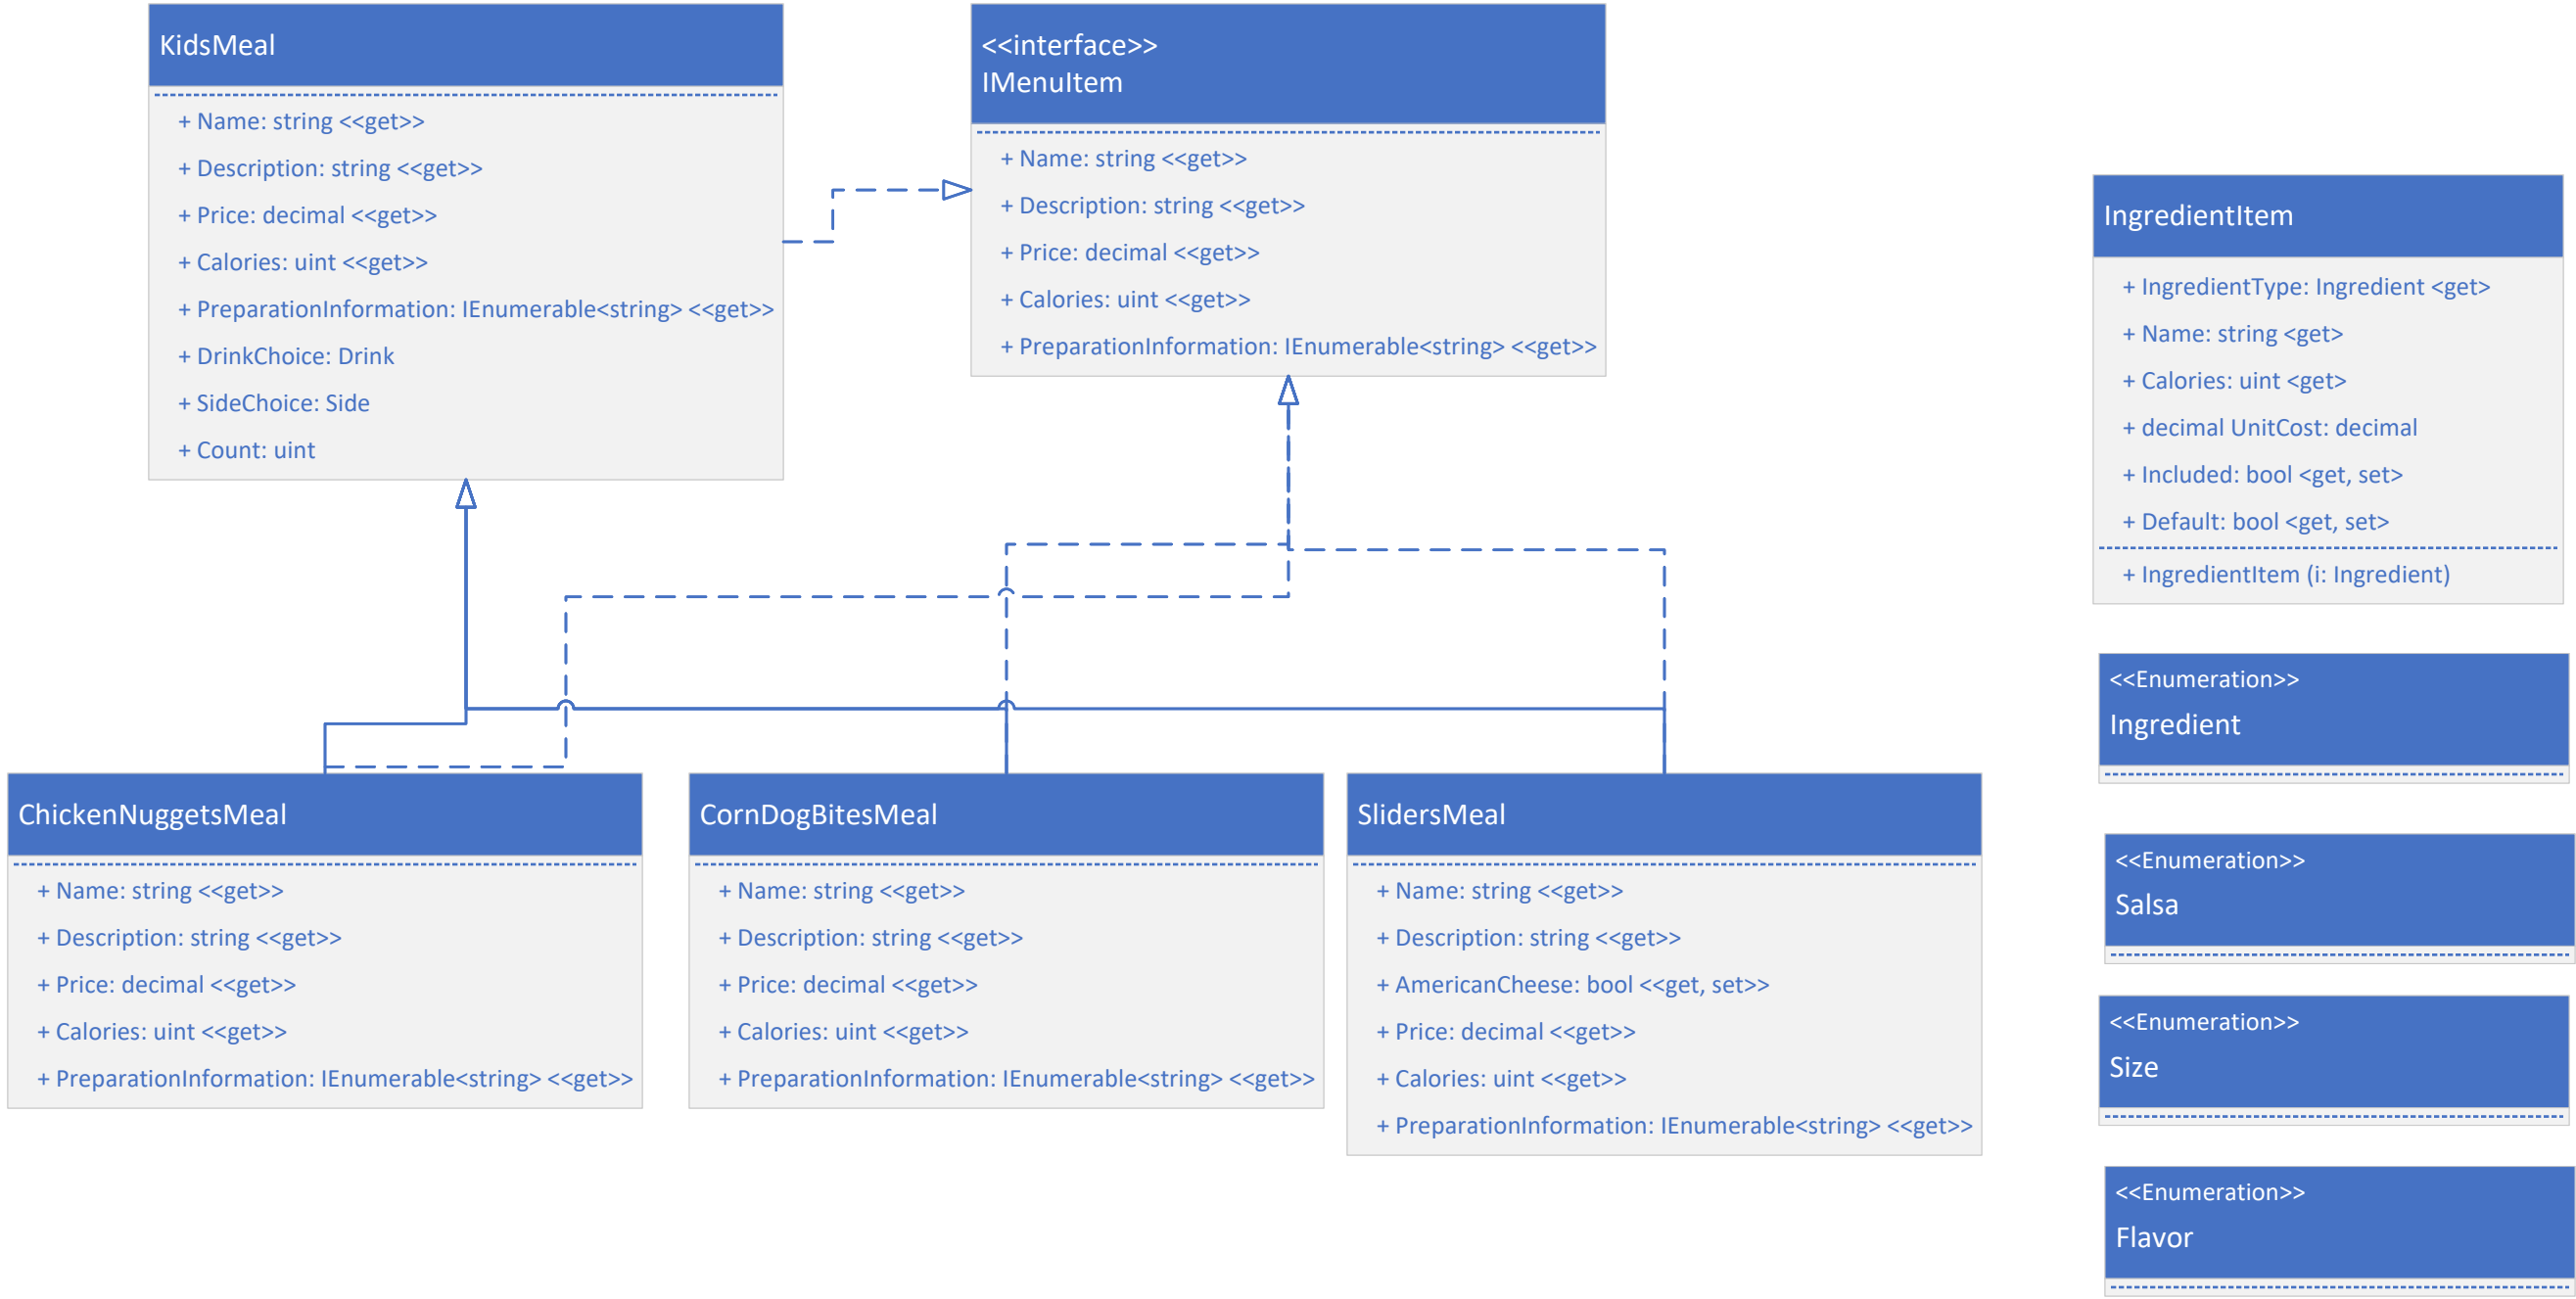 KidsMeal
+ Name: string <<get>>
+ Description: string <<get>>
+ Price: decimal <<get>>
+ Calories: uint <<get>>
+ PreparationInformation: IEnumerable<string> <<get>>
+ DrinkChoice: Drink
+ SideChoice: Side
+ Count: uint
<<interface>>
IMenuItem
+ Name: string <<get>>
+ Description: string <<get>>
+ Price: decimal <<get>>
+ Calories: uint <<get>>
+ PreparationInformation: IEnumerable<string> <<get>>
IngredientItem
+ IngredientType: Ingredient <get>
+ Name: string <get>
+ Calories: uint <get>
+ decimal UnitCost: decimal
+ Included: bool <get, set>
+ Default: bool <get, set>
+ IngredientItem (i: Ingredient)
<<Enumeration>>
Ingredient
<<Enumeration>>
Salsa
<<Enumeration>>
Size
<<Enumeration>>
Flavor
ChickenNuggetsMeal
+ Name: string <<get>>
+ Description: string <<get>>
+ Price: decimal <<get>>
+ Calories: uint <<get>>
+ PreparationInformation: IEnumerable<string> <<get>>
CornDogBitesMeal
+ Name: string <<get>>
+ Description: string <<get>>
+ Price: decimal <<get>>
+ Calories: uint <<get>>
+ PreparationInformation: IEnumerable<string> <<get>>
SlidersMeal
+ Name: string <<get>>
+ Description: string <<get>>
+ AmericanCheese: bool <<get, set>>
+ Price: decimal <<get>>
+ Calories: uint <<get>>
+ PreparationInformation: IEnumerable<string> <<get>>